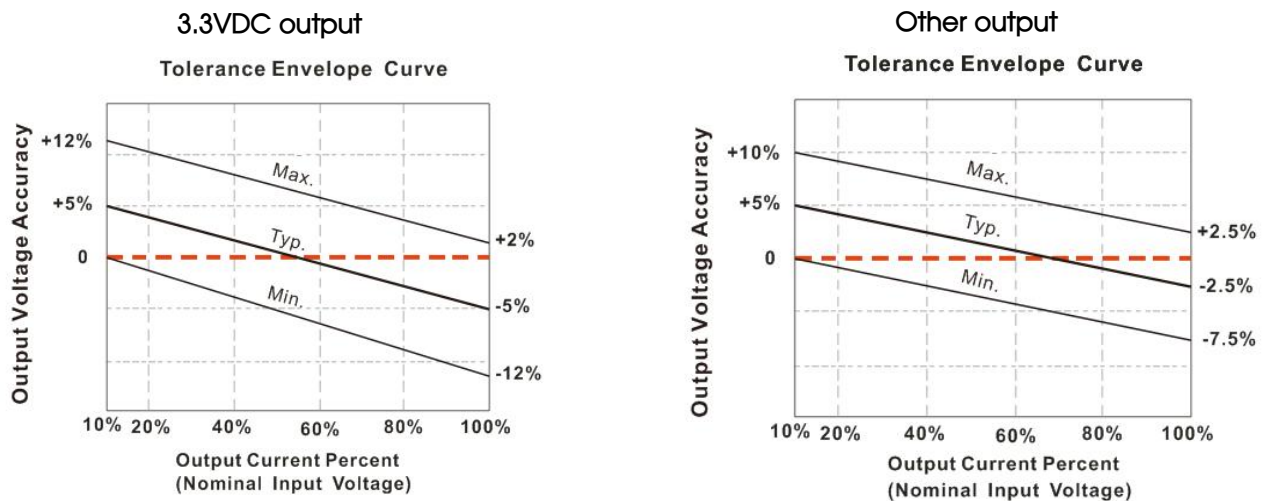 3.3VDC output
Tolerance Envelope Curve
Output Voltage Accuracy
+12%
+5%
0
Max.
Typ.
Min.
+2%
-5%
-12%
10% 20% 40% 60% 80% 100%
Output Current Percent
(Nominal Input Voltage)
Other output
Tolerance Envelope Curve
Output Voltage Accuracy
+10%
+5%
0
Max.
Typ.
Min.
+2.5%
-2.5%
-7.5%
10% 20% 40% 60% 80% 100%
Output Current Percent
(Nominal Input Voltage)